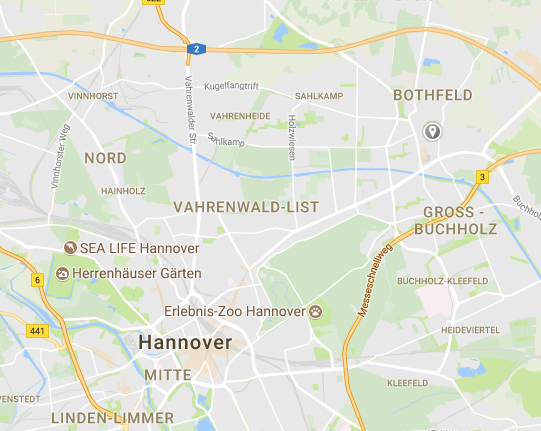 522
2
Kugelfangtrift
VINNHORST
SAHLKAMP
BOTHFELD
Vahrenwalder Str.
VAHRENHEIDE
Holzwiesen
Vinnhorster Weg
Sahlkamp
NORD
3
HAINHOLZ
Buchholz
VAHRENWALD-LIST
GROSS -
BUCHHOLZ
SEA LIFE Hannover
Messeschnellweg
Herrenhäuser Gärten
6
BUCHHOLZ-KLEEFELD
Erlebnis-Zoo Hannover
441
HEIDEVIERTEL
Hannover
MITTE
KLEEFELD
VENSTEDT
LINDEN-LIMMER